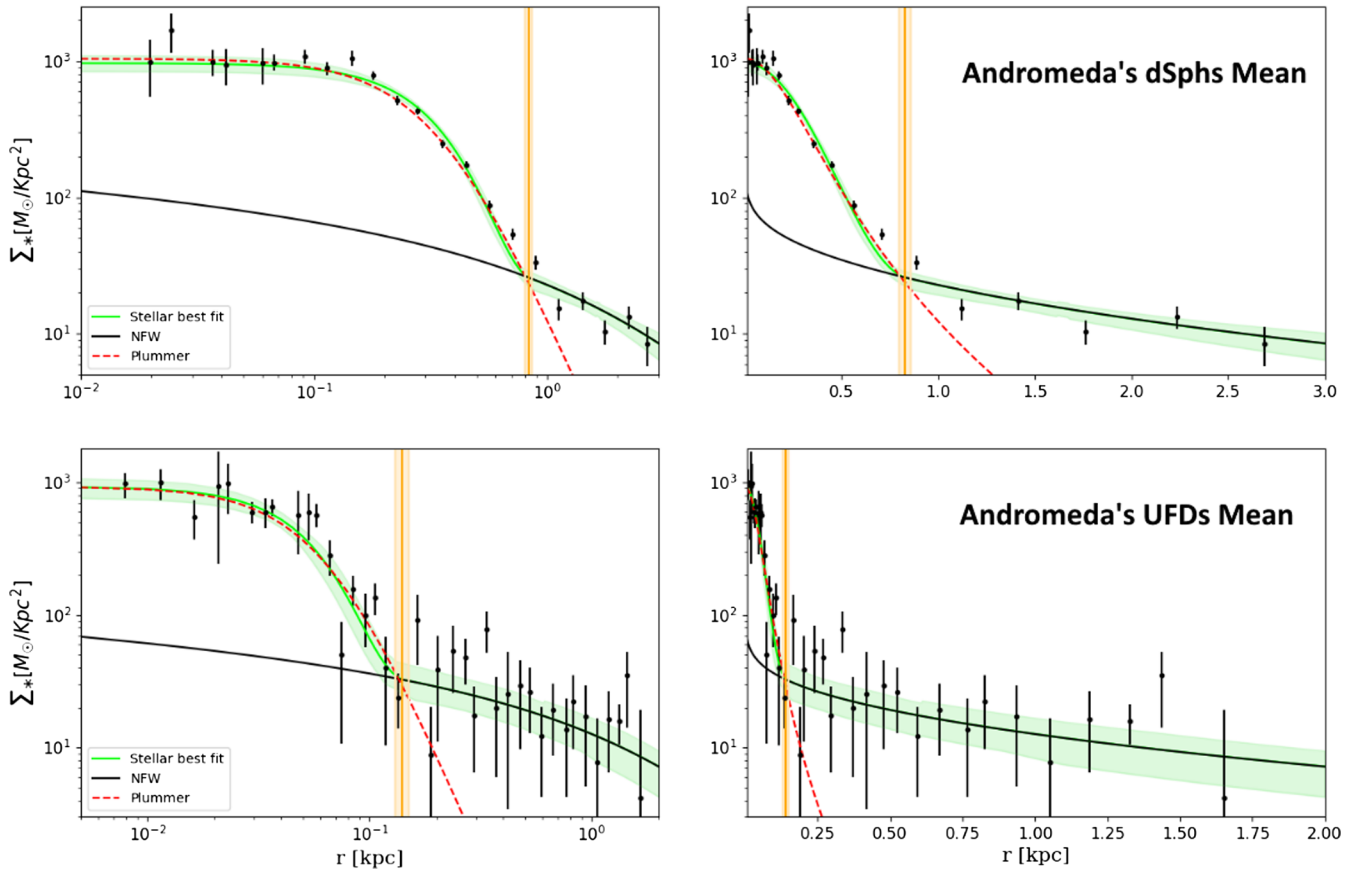 Σ*[M⊙/Kpc²]
10³
10²
10¹
Stellar best fit
NFW
Plummer
10⁻²
10⁻¹
10⁰
Andromeda's dSphs Mean
10³
10²
10¹
0.5
1.0
1.5
2.0
2.5
3.0
Σ*[M⊙/Kpc²]
10³
10²
10¹
Stellar best fit
NFW
Plummer
10⁻²
10⁻¹
10⁰
r [kpc]
Andromeda's UFDs Mean
10³
10²
10¹
0.25
0.50
0.75
1.00
1.25
1.50
1.75
2.00
r [kpc]